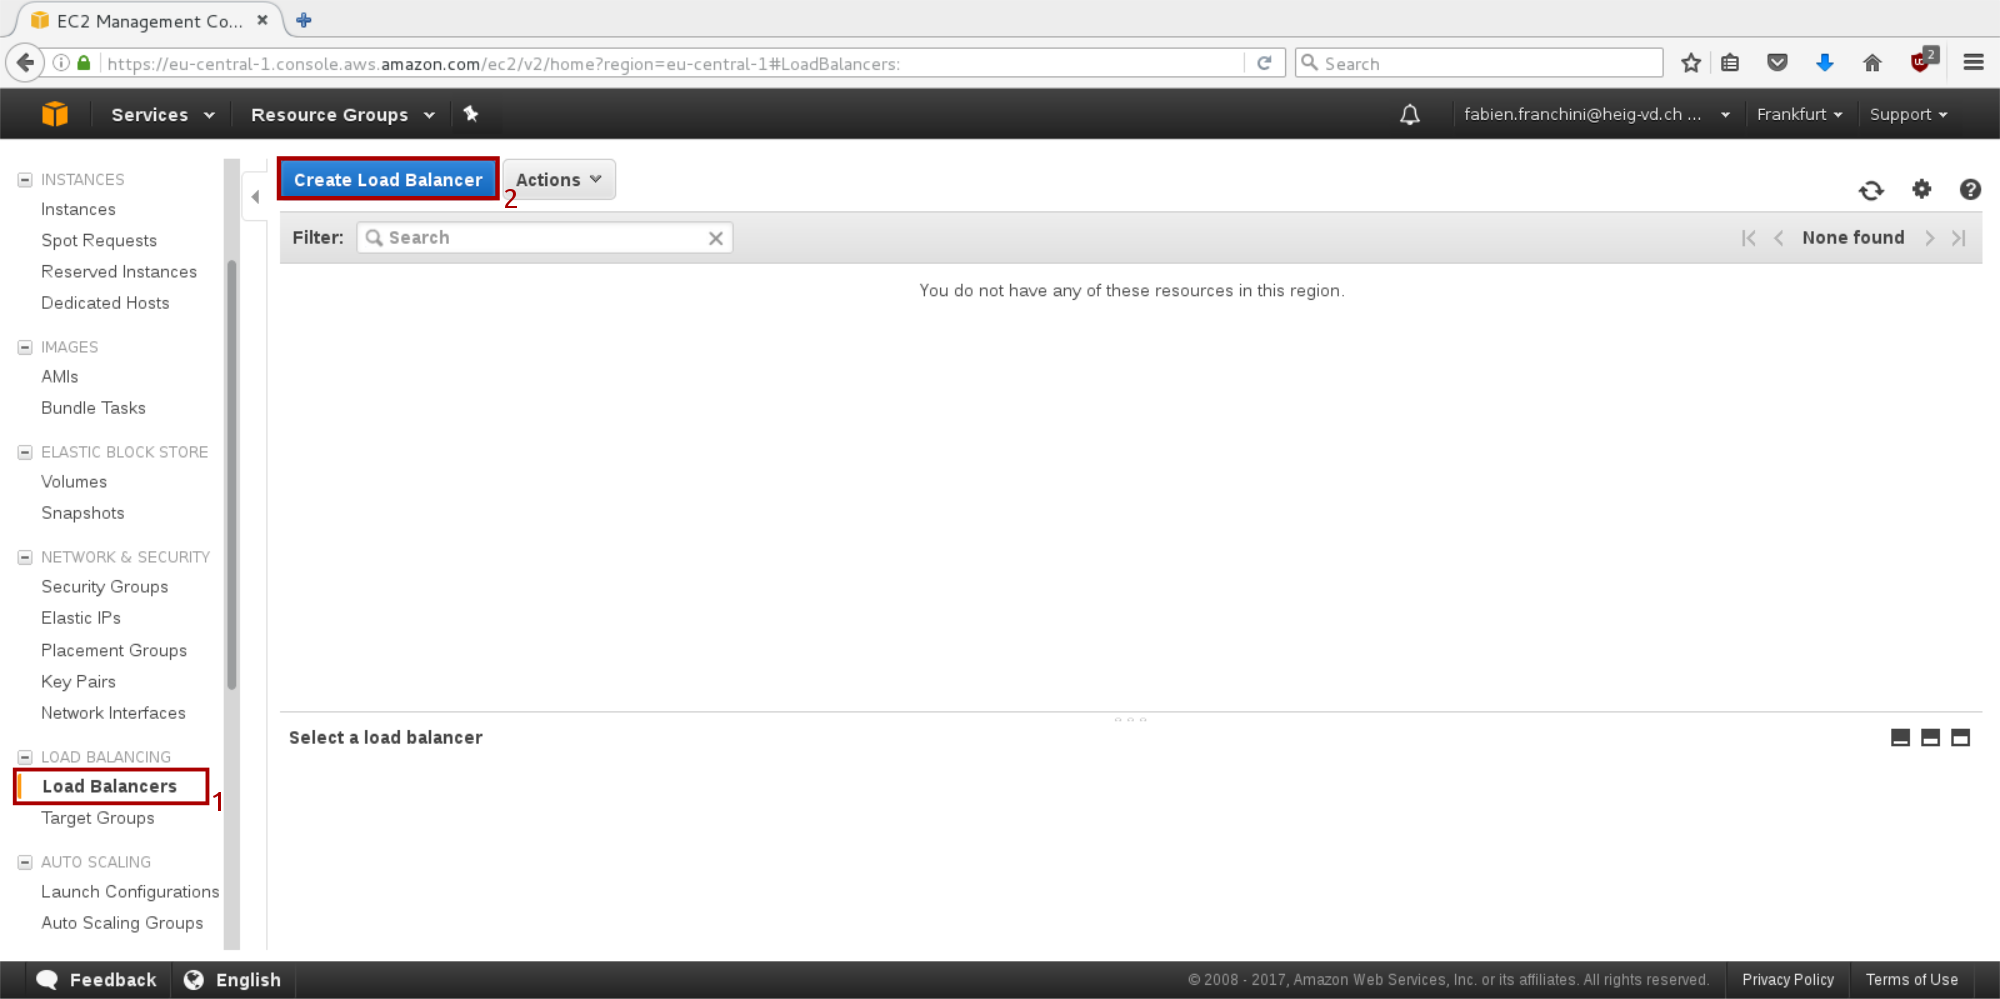 EC2 Management Co...
https://eu-central-1.console.aws.amazon.com/ec2/v2/home?region=eu-central-1#LoadBalancers:
Search
2
Services
Resource Groups
fabien.franchini@heig-vd.ch ...
Frankfurt
Support
INSTANCES
Instances
Spot Requests
Reserved Instances
Dedicated Hosts
IMAGES
AMIs
Bundle Tasks
ELASTIC BLOCK STORE
Volumes
Snapshots
NETWORK & SECURITY
Security Groups
Elastic IPs
Placement Groups
Key Pairs
Network Interfaces
LOAD BALANCING
Load Balancers
1
Target Groups
AUTO SCALING
Launch Configurations
Auto Scaling Groups
Create Load Balancer
2
Actions
Filter:
Search
None found
You do not have any of these resources in this region.
Select a load balancer
Feedback
English
© 2008 - 2017, Amazon Web Services, Inc. or its affiliates. All rights reserved.
Privacy Policy
Terms of Use